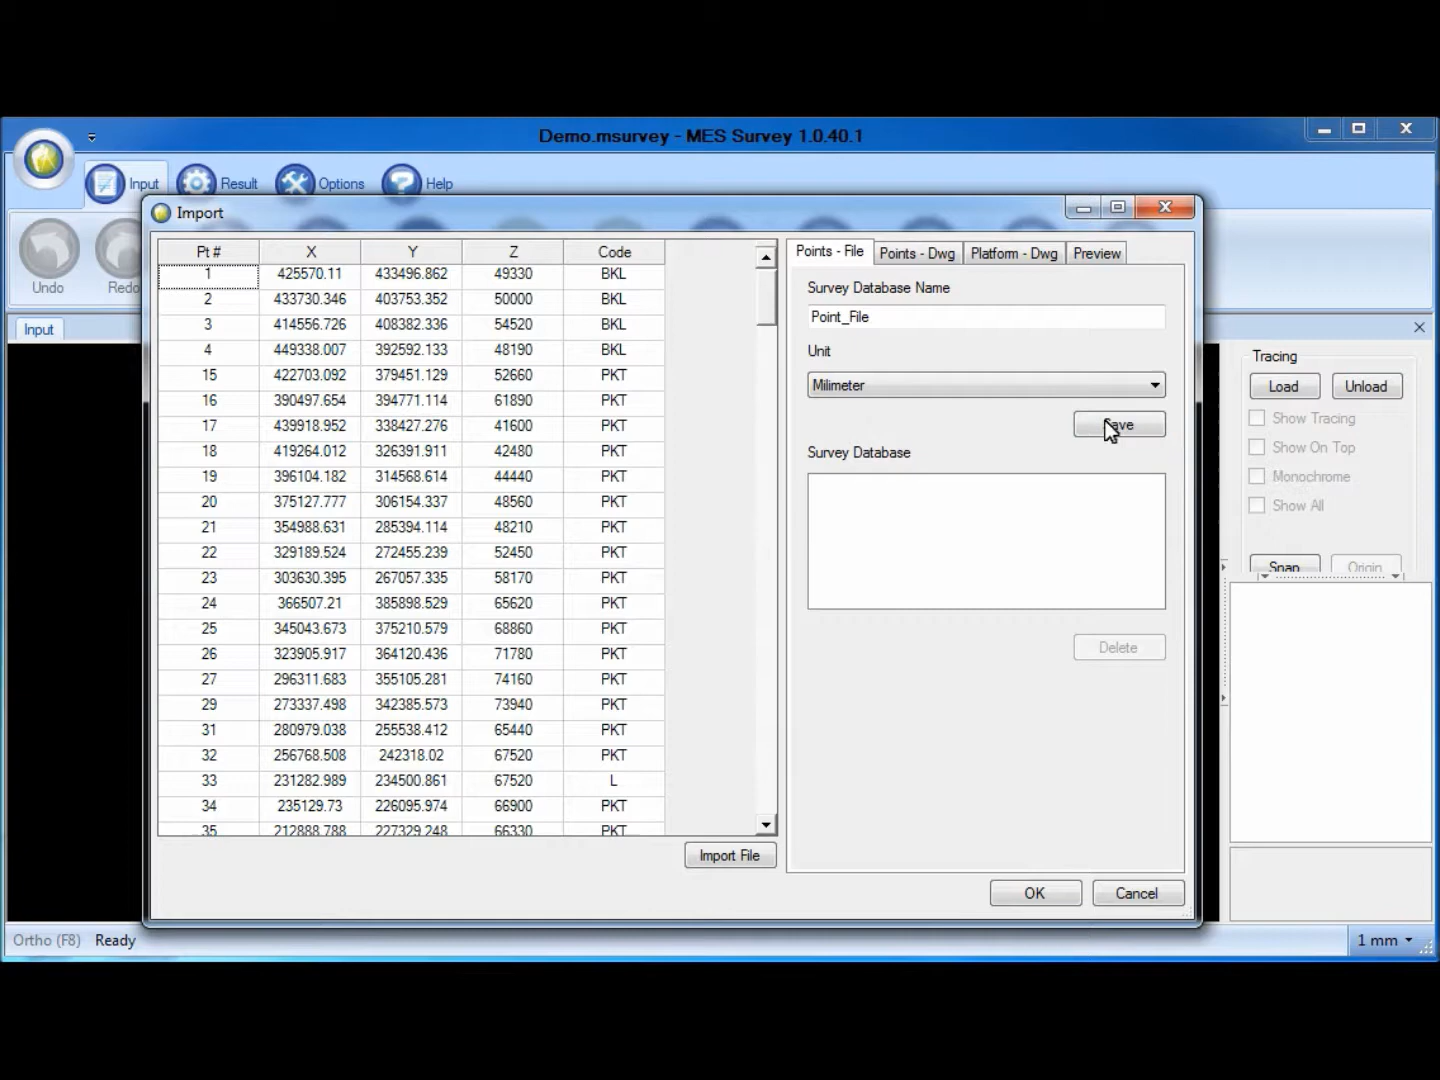 Demo.msurvey - MES Survey 1.0.40.1
Input Result Options Help
Undo
Redo
Input
Import
Pt # X Y Z Code
1 425570.11 433496.862 49330 BKL
2 433730.346 403753.352 50000 BKL
3 414556.726 408382.336 54520 BKL
4 449338.007 392592.133 48190 BKL
15 422703.092 379451.129 52660 PKT
16 390497.654 394771.114 61890 PKT
17 439918.952 338427.276 41600 PKT
18 419264.012 326391.911 42480 PKT
19 396104.182 314568.614 44440 PKT
20 375127.777 306154.337 48560 PKT
21 354988.631 285394.114 48210 PKT
22 329189.524 272455.239 52450 PKT
23 303630.395 267057.335 58170 PKT
24 366507.21 385898.529 65620 PKT
25 345043.673 375210.579 68860 PKT
26 323905.917 364120.436 71780 PKT
27 296311.683 355105.281 74160 PKT
29 273337.498 342385.573 73940 PKT
31 280979.038 255538.412 65440 PKT
32 256768.508 242318.02 67520 PKT
33 231282.989 234500.861 67520 L
34 235129.73 226095.974 66900 PKT
35 212888.788 227329.248 66330 PKT
Import File
Points - File Points - Dwg Platform - Dwg Preview
Survey Database Name
Point_File
Unit
Milimeter
Save
Survey Database
Delete
OK Cancel
Tracing
Load Unload
Show Tracing
Show On Top
Monochrome
Show All
Snap Origin
Ortho (F8) Ready
1 mm